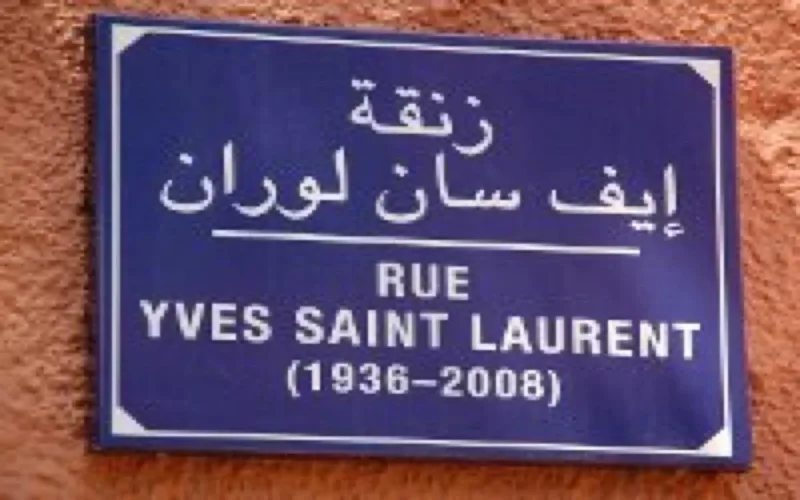 زنقة
إيف سان لوران
RUE
YVES SAINT LAURENT
(1936–2008)